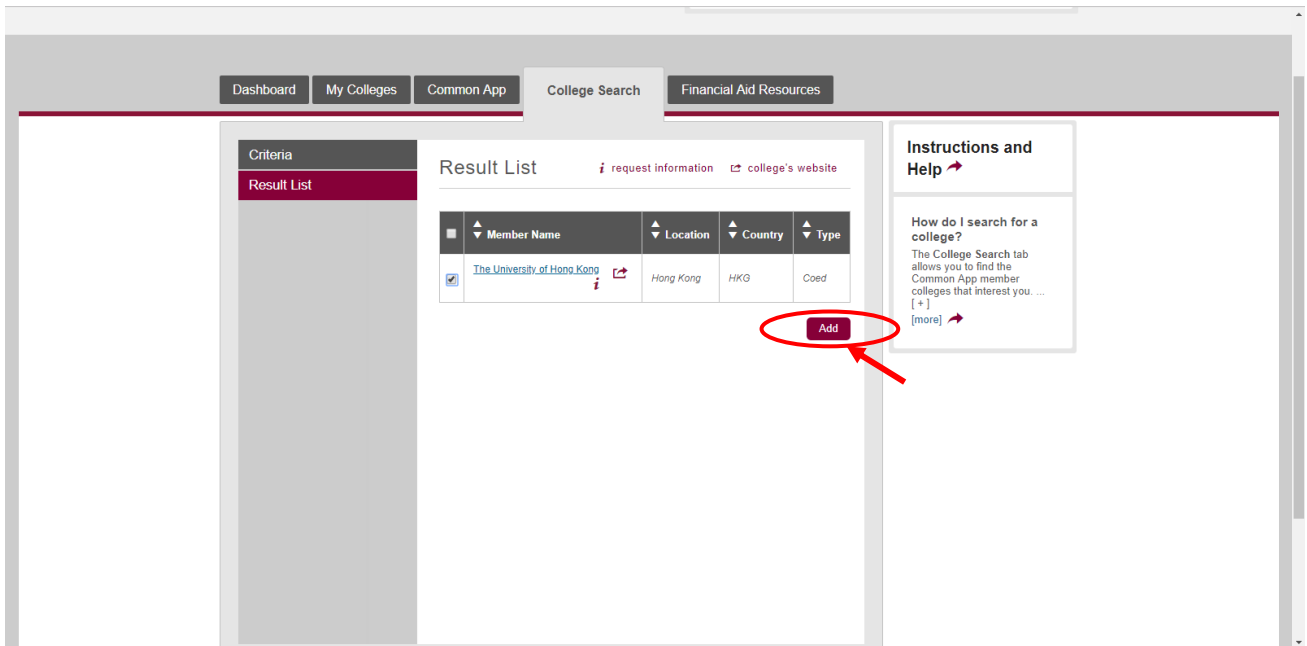 Dashboard
My Colleges
Common App
College Search
Financial Aid Resources
Criteria
Result List
Result List
i request information
college's website
Member Name
Location
Country
Type
The University of Hong Kong
i
Hong Kong
HKG
Coed
Add
Instructions and
Help
How do I search for a
college?
The College Search tab
allows you to find the
Common App member
colleges that interest you. ...
[ + ]
[more]